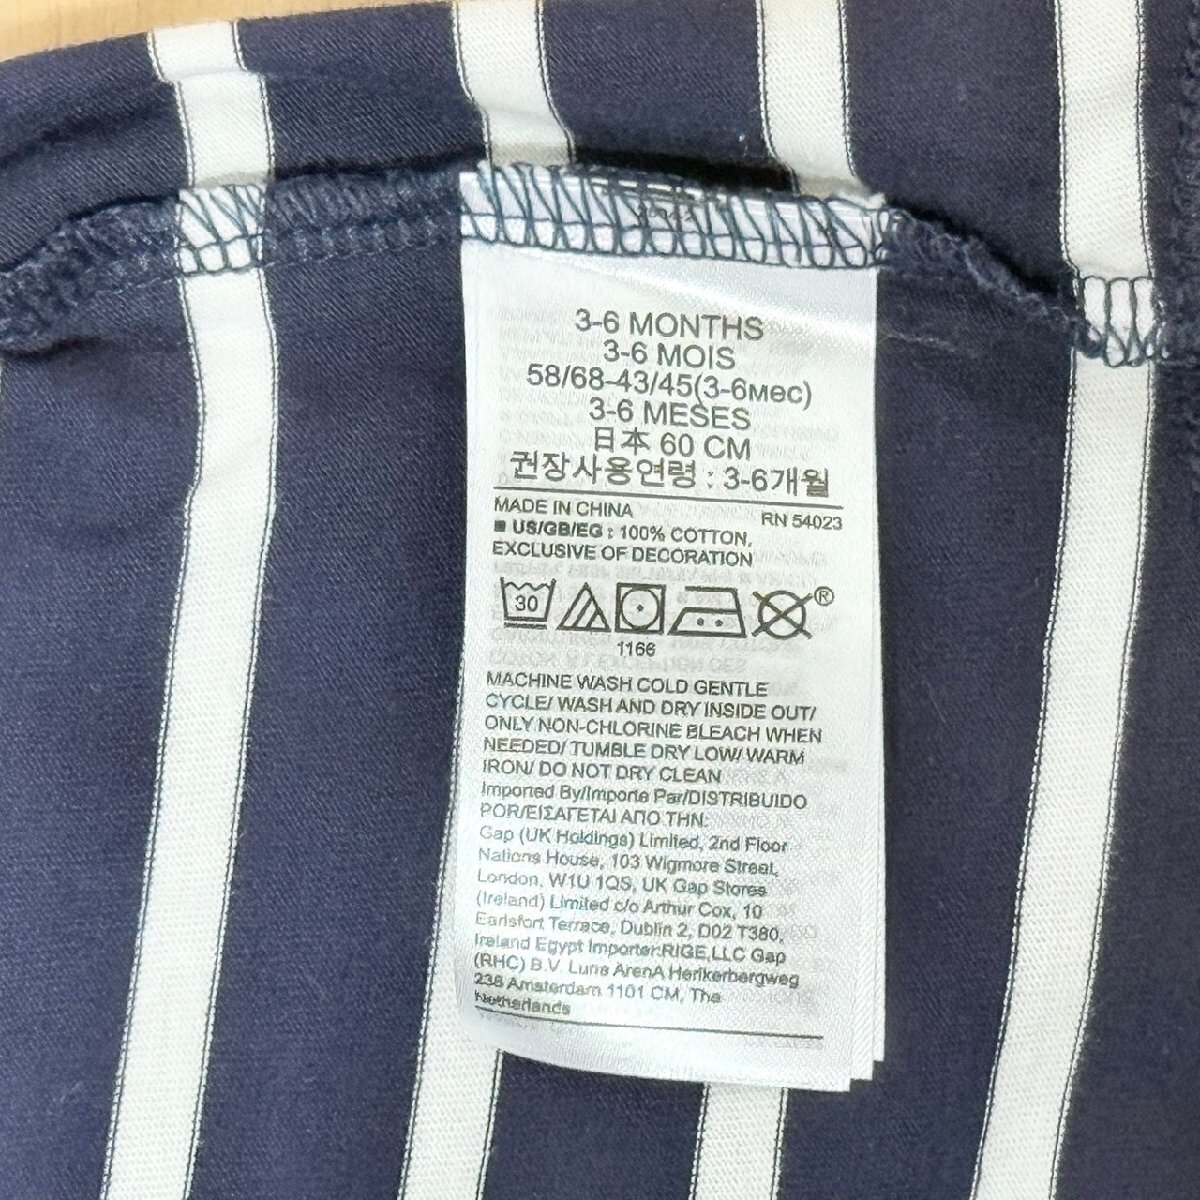 3-6 MONTHS
3-6 MOIS
58/68-43/45(3-6мес)
3-6 MESES
日本 60 CM
권장사용연령 : 3-6개월
MADE IN CHINA
RN 54023
■ US/GB/EG : 100% COTTON,
EXCLUSIVE OF DECORATION
30
®
1166
MACHINE WASH COLD GENTLE
CYCLE/ WASH AND DRY INSIDE OUT/
ONLY NON-CHLORINE BLEACH WHEN
NEEDED/ TUMBLE DRY LOW/ WARM
IRON/ DO NOT DRY CLEAN
Imported By/Importe Par/DISTRIBUIDO
POR/ΕΙΣΑΓΕΤΑΙ ΑΠΟ ΤΗΝ:
Gap (UK Holdings) Limited, 2nd Floor
Nations House, 103 Wigmore Street,
London, W1U 1QS, UK Gap Stores
(Ireland) Limited c/o Arthur Cox, 10
Earlsfort Terrace, Dublin 2, D02 T380,
Ireland Egypt Importer:RIGE,LLC Gap
(RHC) B.V. Luna ArenA Herikerbergweg
238 Amsterdam 1101 CM, The
Netherlands